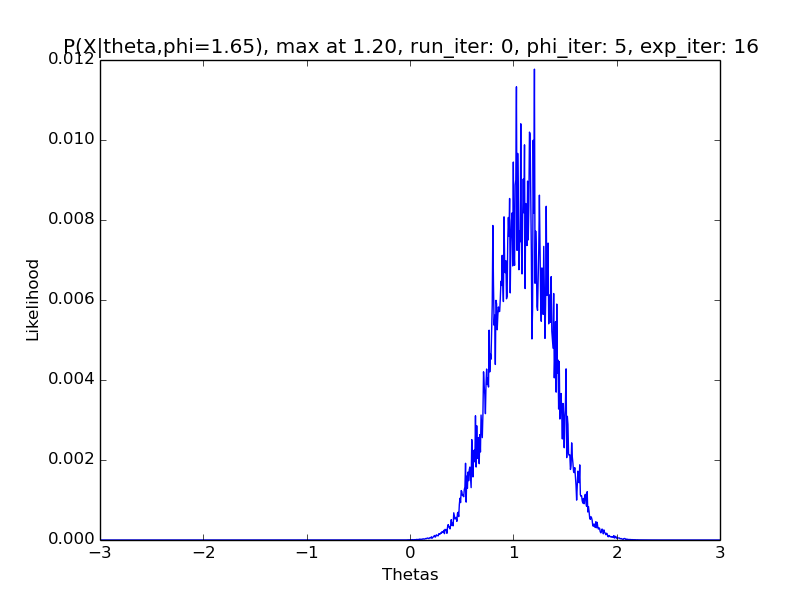 P(X|theta,phi=1.65), max at 1.20, run_iter: 0, phi_iter: 5, exp_iter: 16
0.012
0.010
0.008
0.006
0.004
0.002
0.000
Likelihood
−3 −2 −1 0 1 2 3
Thetas